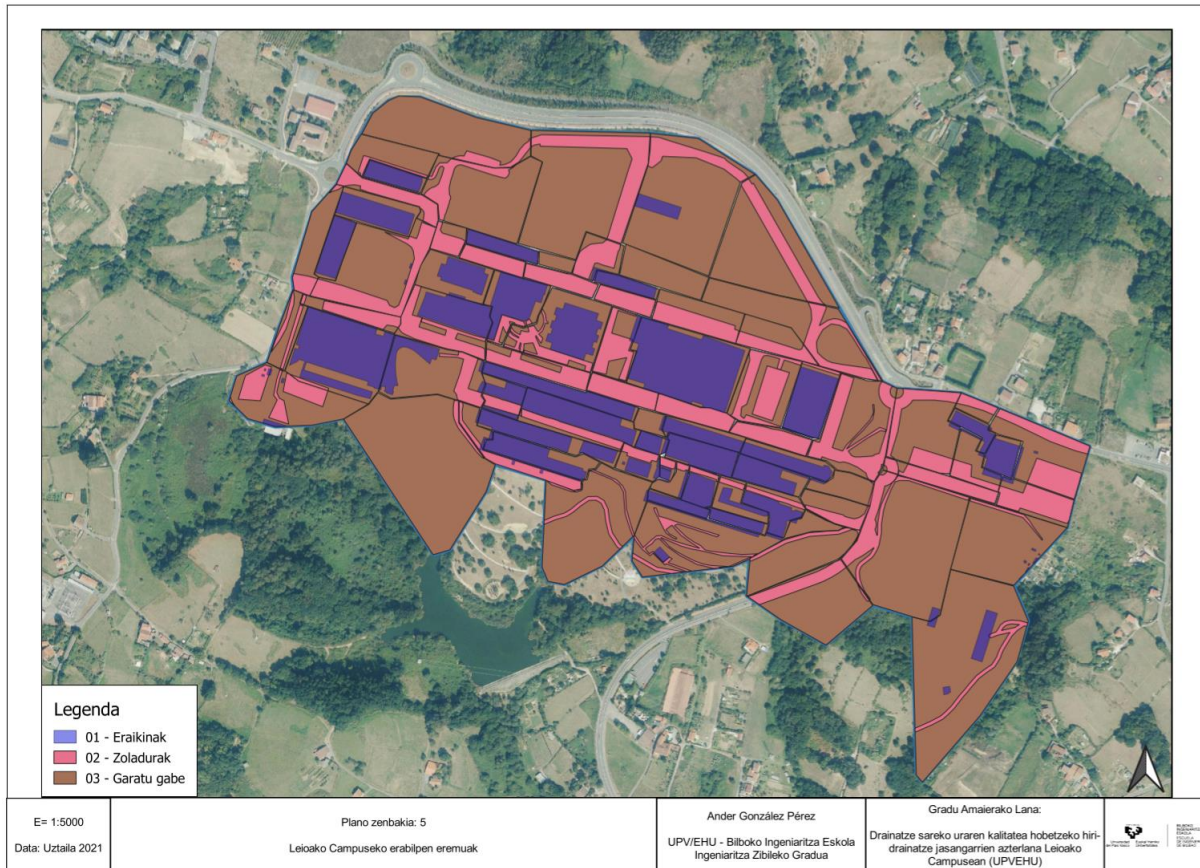 Legenda
01 - Eraikinak
02 - Zoladurak
03 - Garatu gabe
E= 1:5000
Data: Uztaila 2021
Plano zenbakia: 5
Leioako Campuseko erabilpen eremuak
Ander González Pérez
UPV/EHU - Bilboko Ingeniaritza Eskola
Ingeniaritza Zibileko Gradua
Gradu Amaierako Lana:
Drainatze sareko uraren kalitatea hobetzeko hiri-
drainatze jasangarrien azterlana Leioako
Campusean (UPVEHU)